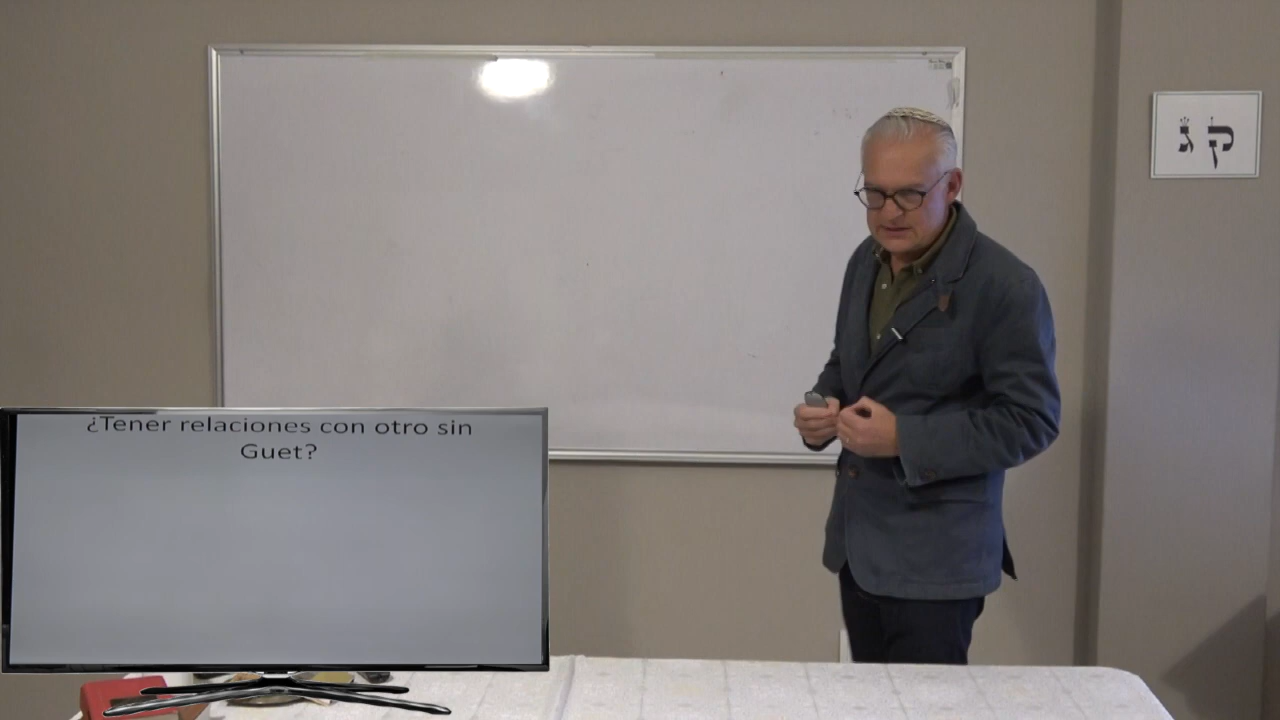 ¿Tener relaciones con otro sin
Guet?
ק ג